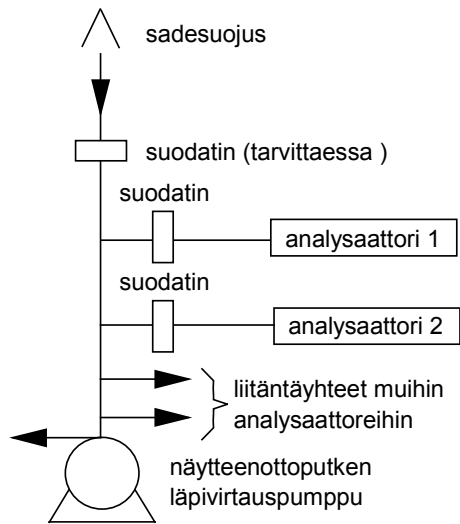 sadesuojus
suodatin (tarvittaessa )
suodatin
analysaattori 1
suodatin
analysaattori 2
liitäntäyhteet muihin
analysaattoreihin
näytteenottoputken
läpivirtauspumppu